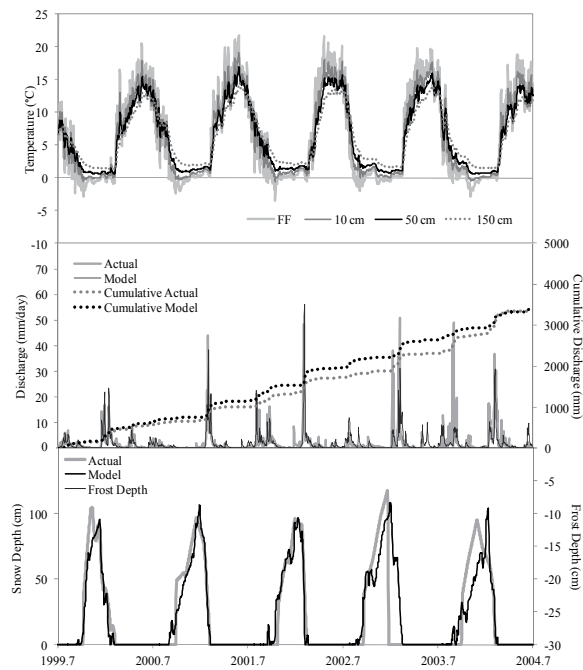 25
20
15
10
5
0
-5
-10
Temperature (°C)
FF 10 cm 50 cm 150 cm
70
60
50
40
30
20
10
0
Discharge (mm/day)
Actual
Model
Cumulative Actual
Cumulative Model
5000
4000
3000
2000
1000
0
Cumulative Discharge (mm)
Actual
Model
Frost Depth
100
50
0
Snow Depth (cm)
-5
-10
-15
-20
-25
-30
Frost Depth (cm)
1999.7 2000.7 2001.7 2002.7 2003.7 2004.7